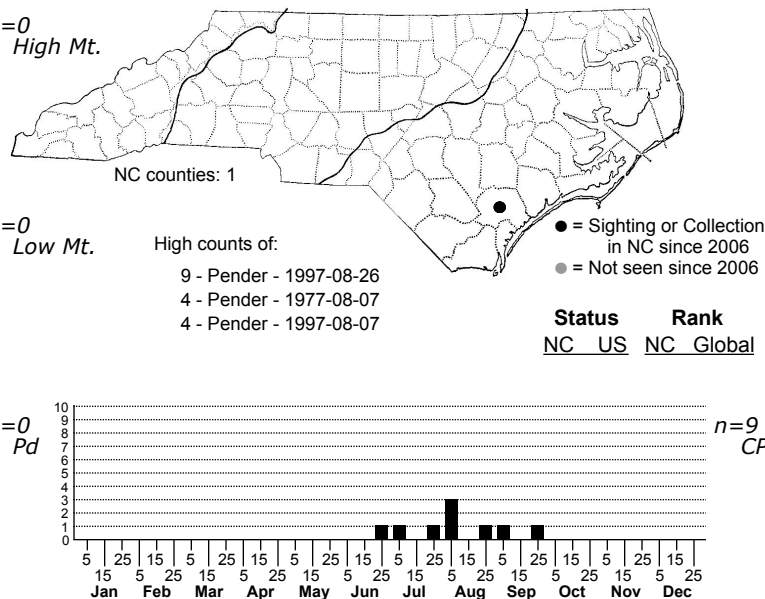 =0
High Mt.
NC counties: 1
=0
Low Mt.
High counts of:
9 - Pender - 1997-08-26
4 - Pender - 1977-08-07
4 - Pender - 1997-08-07
= Sighting or Collection
in NC since 2006
= Not seen since 2006
Status Rank
NC US NC Global
=0
Pd
n=9
CP
10
9
8
7
6
5
4
3
2
1
0
5 25 5 25 5 25 5 25 5 25 5 25 5 25 5 25 5 25 5 25 5 25 5 25
15 15 15 15 15 15 15 15 15 15 15 15
Jan Feb Mar Apr May Jun Jul Aug Sep Oct Nov Dec